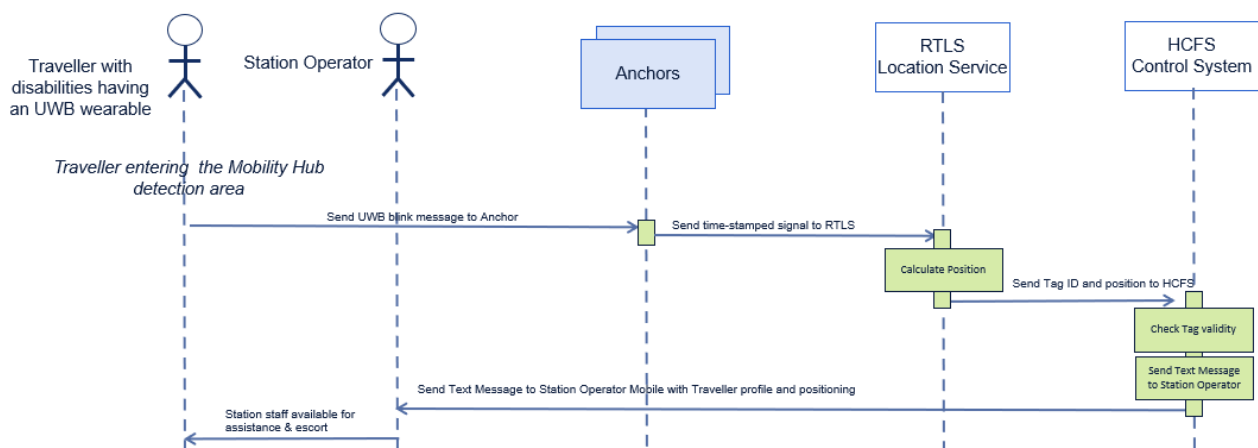 Traveller with
disabilities having
an UWB wearable
Station Operator
Anchors
RTLS
Location Service
HCFS
Control System
Traveller entering the Mobility Hub
detection area
Send UWB blink message to Anchor
Send time-stamped signal to RTLS
Calculate Position
Send Tag ID and position to HCFS
Check Tag validity
Send Text Message
to Station Operator
Send Text Message to Station Operator Mobile with Traveller profile and positioning
Station staff available for
assistance & escort